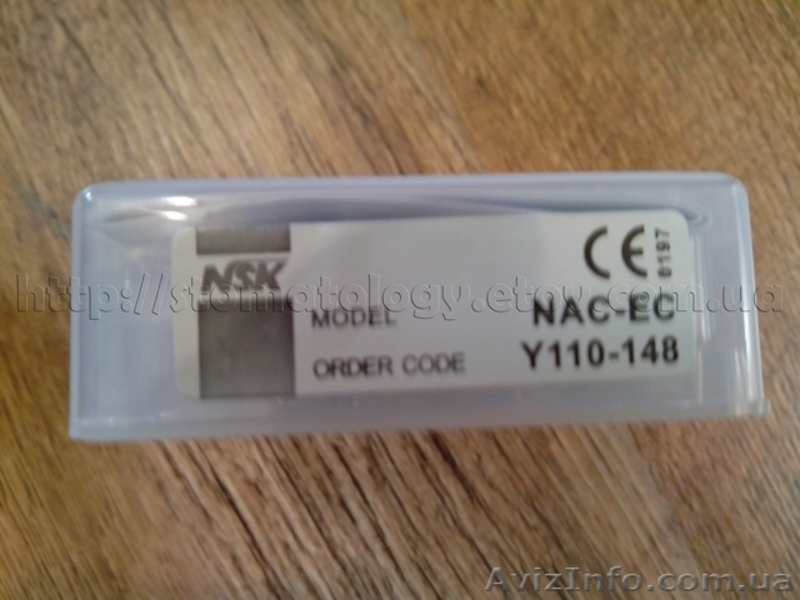 NSK
CE
0197
MODEL NAC-EC
ORDER CODE Y110-148
http://stomatology.etov.com.ua
AvizInfo.com.ua